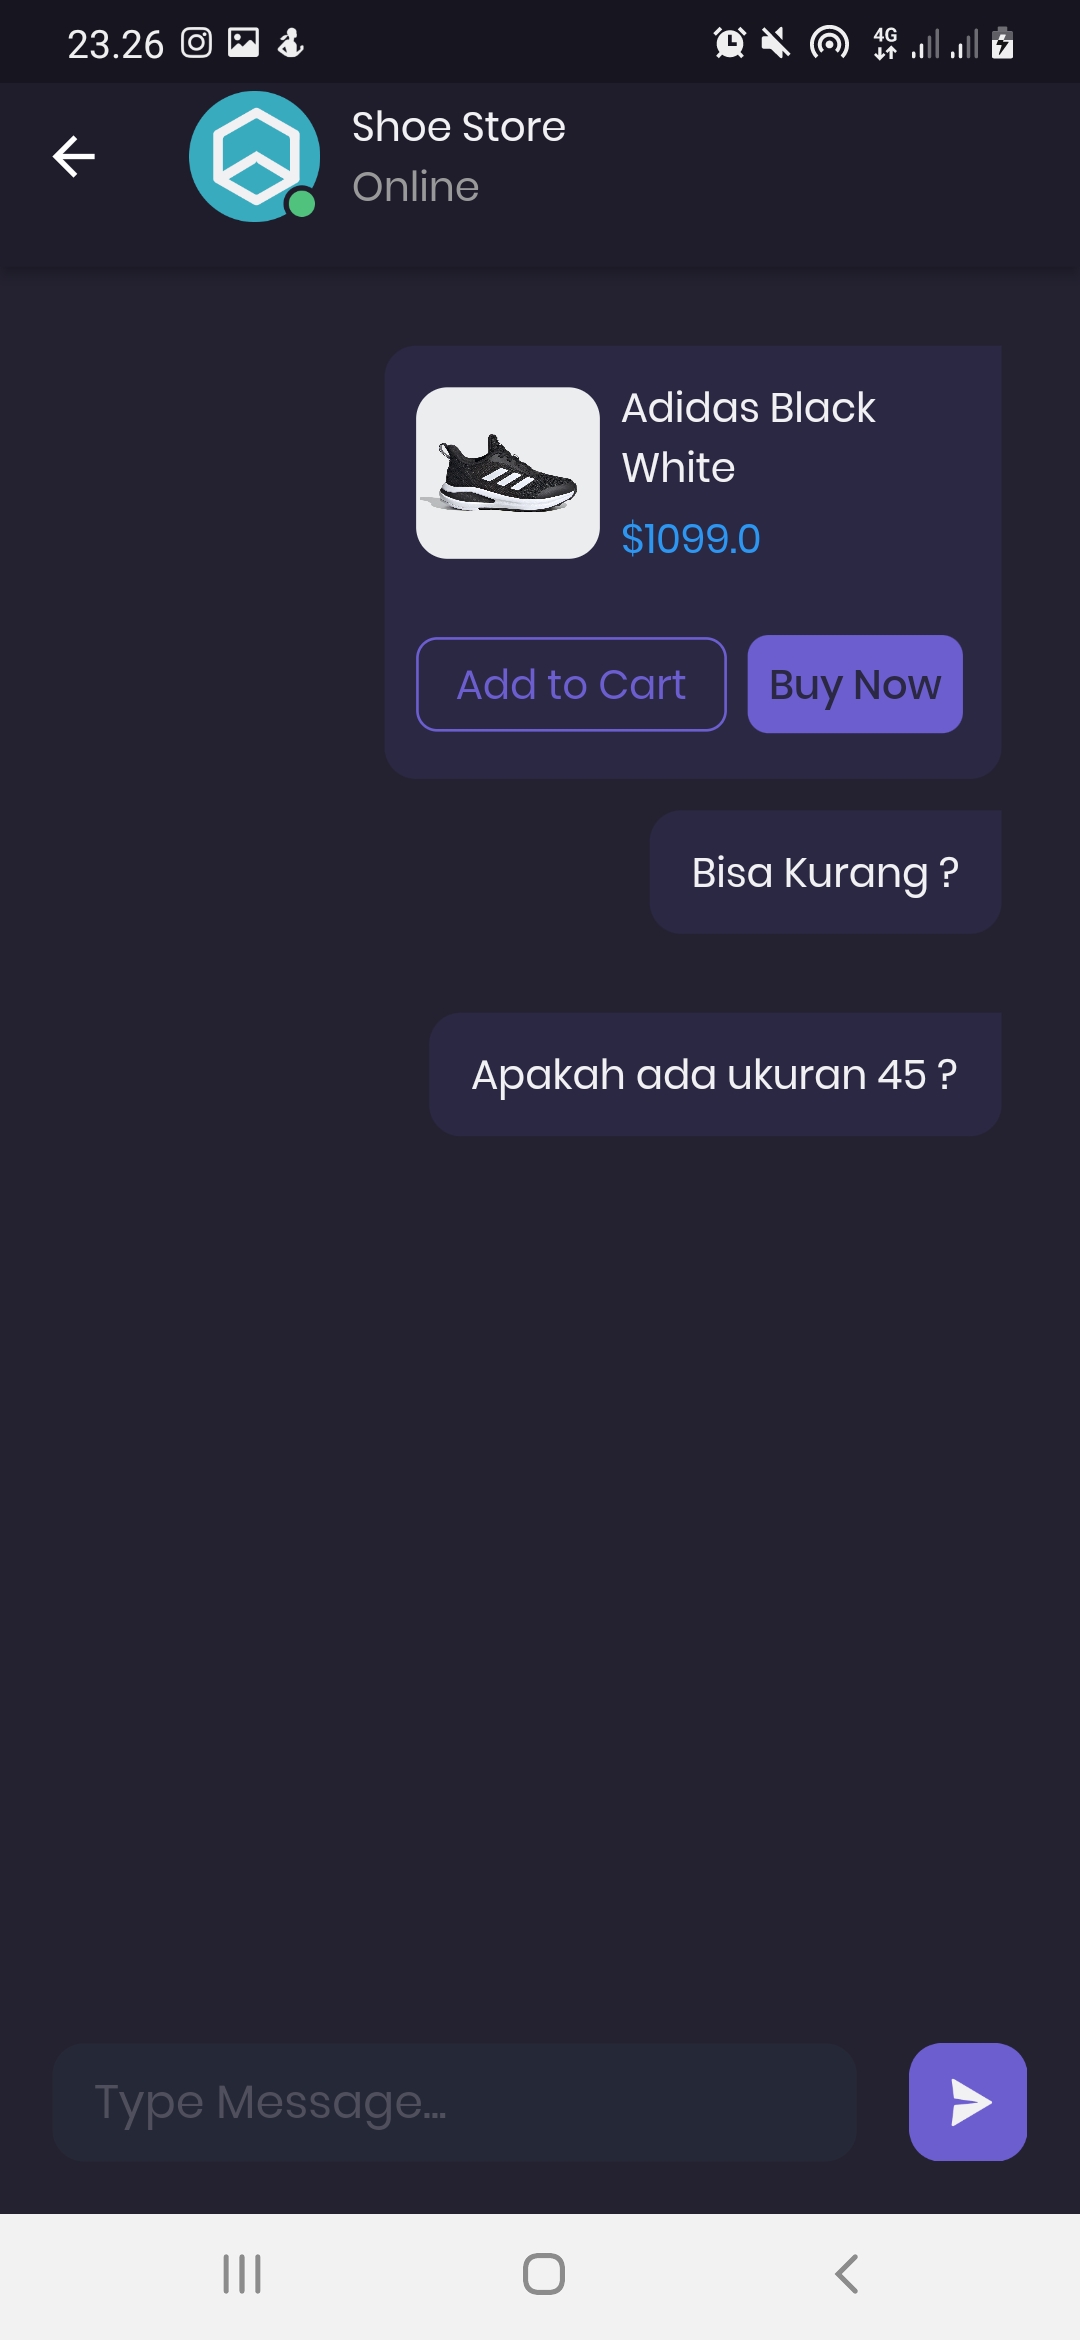 23.26
4G
Shoe Store
Online
Adidas Black
White
$1099.0
Add to Cart
Buy Now
Bisa Kurang ?
Apakah ada ukuran 45 ?
Type Message...